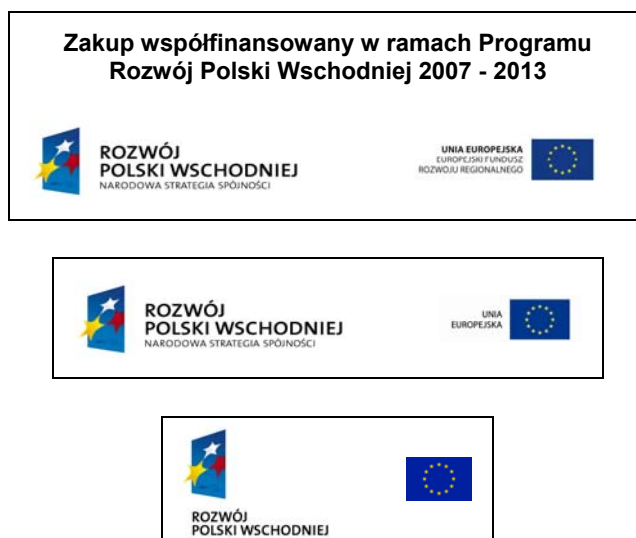 Zakup współfinansowany w ramach Programu
Rozwój Polski Wschodniej 2007 - 2013
ROZWÓJ
POLSKI WSCHODNIEJ
NARODOWA STRATEGIA SPÓJNOŚCI
UNIA EUROPEJSKA
EUROPEJSKI FUNDUSZ
ROZWOJU REGIONALNEGO
ROZWÓJ
POLSKI WSCHODNIEJ
NARODOWA STRATEGIA SPÓJNOŚCI
UNIA
EUROPEJSKA
ROZWÓJ
POLSKI WSCHODNIEJ